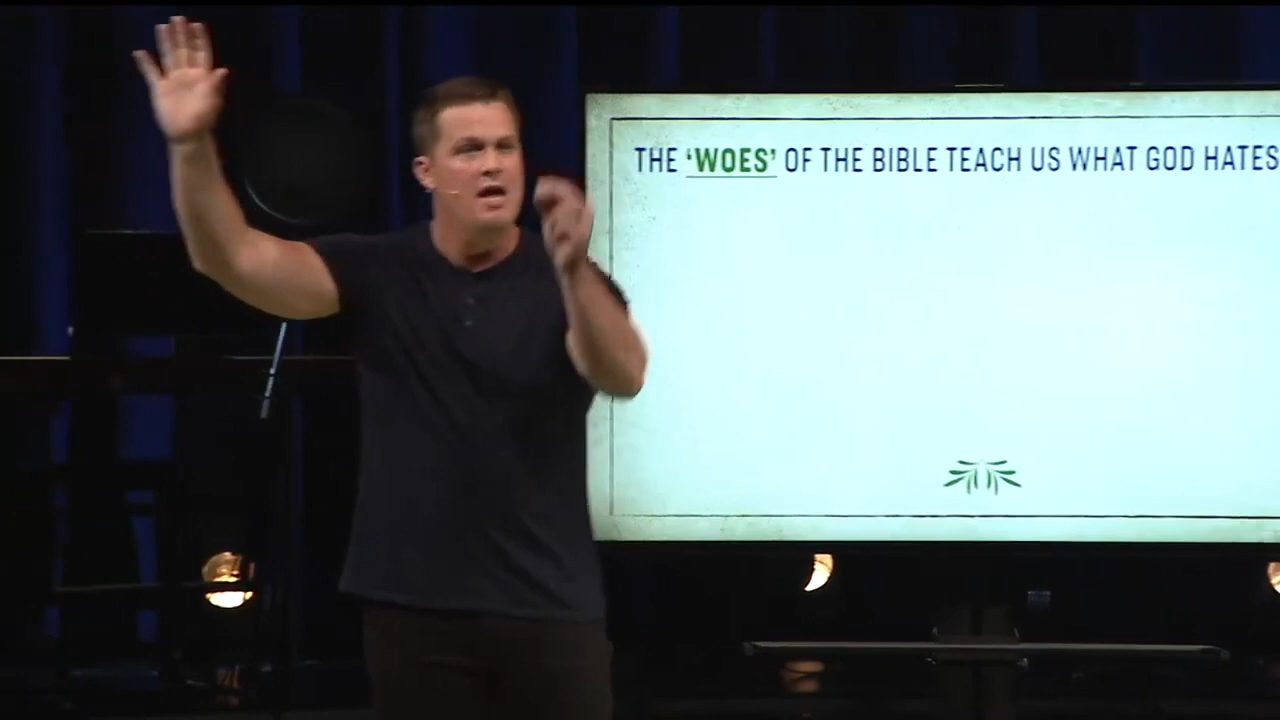 THE ‘WOES’ OF THE BIBLE TEACH US WHAT GOD HATES